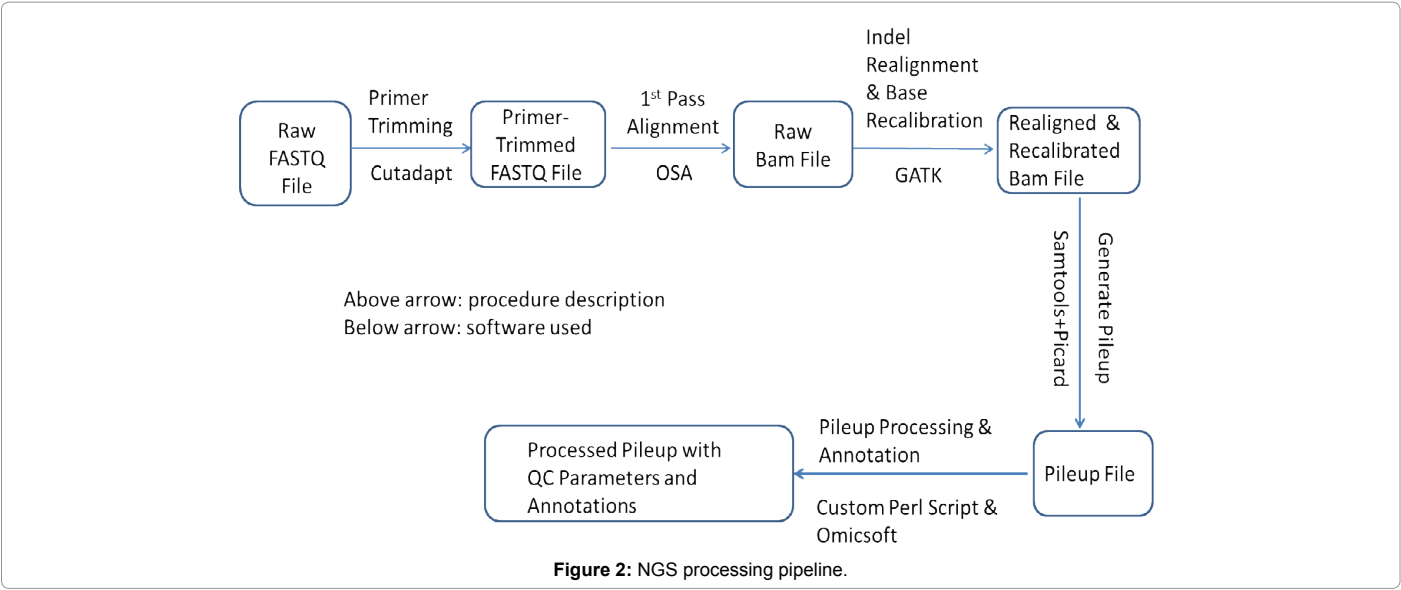 Raw
FASTQ
File
Primer
Trimming
Cutadapt
Primer-
Trimmed
FASTQ File
1st Pass
Alignment
OSA
Raw
Bam File
Indel
Realignment
& Base
Recalibration
GATK
Realigned &
Recalibrated
Bam File
Generate Pileup
Samtools+Picard
Above arrow: procedure description
Below arrow: software used
Pileup File
Pileup Processing &
Annotation
Custom Perl Script &
Omicsoft
Processed Pileup with
QC Parameters and
Annotations
Figure 2: NGS processing pipeline.